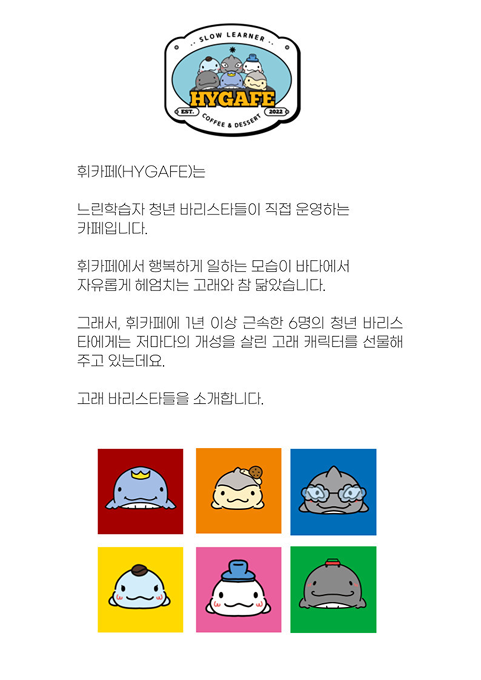 ·· SLOW LEARNER ··
HYGAFE
EST. 2022
COFFEE & DESSERT
휘카페(HYGAFE)는
느린학습자 청년 바리스타들이 직접 운영하는
카페입니다.
휘카페에서 행복하게 일하는 모습이 바다에서
자유롭게 헤엄치는 고래와 참 닮았습니다.
그래서, 휘카페에 1년 이상 근속한 6명의 청년 바리스
타에게는 저마다의 개성을 살린 고래 캐릭터를 선물해
주고 있는데요.
고래 바리스타들을 소개합니다.